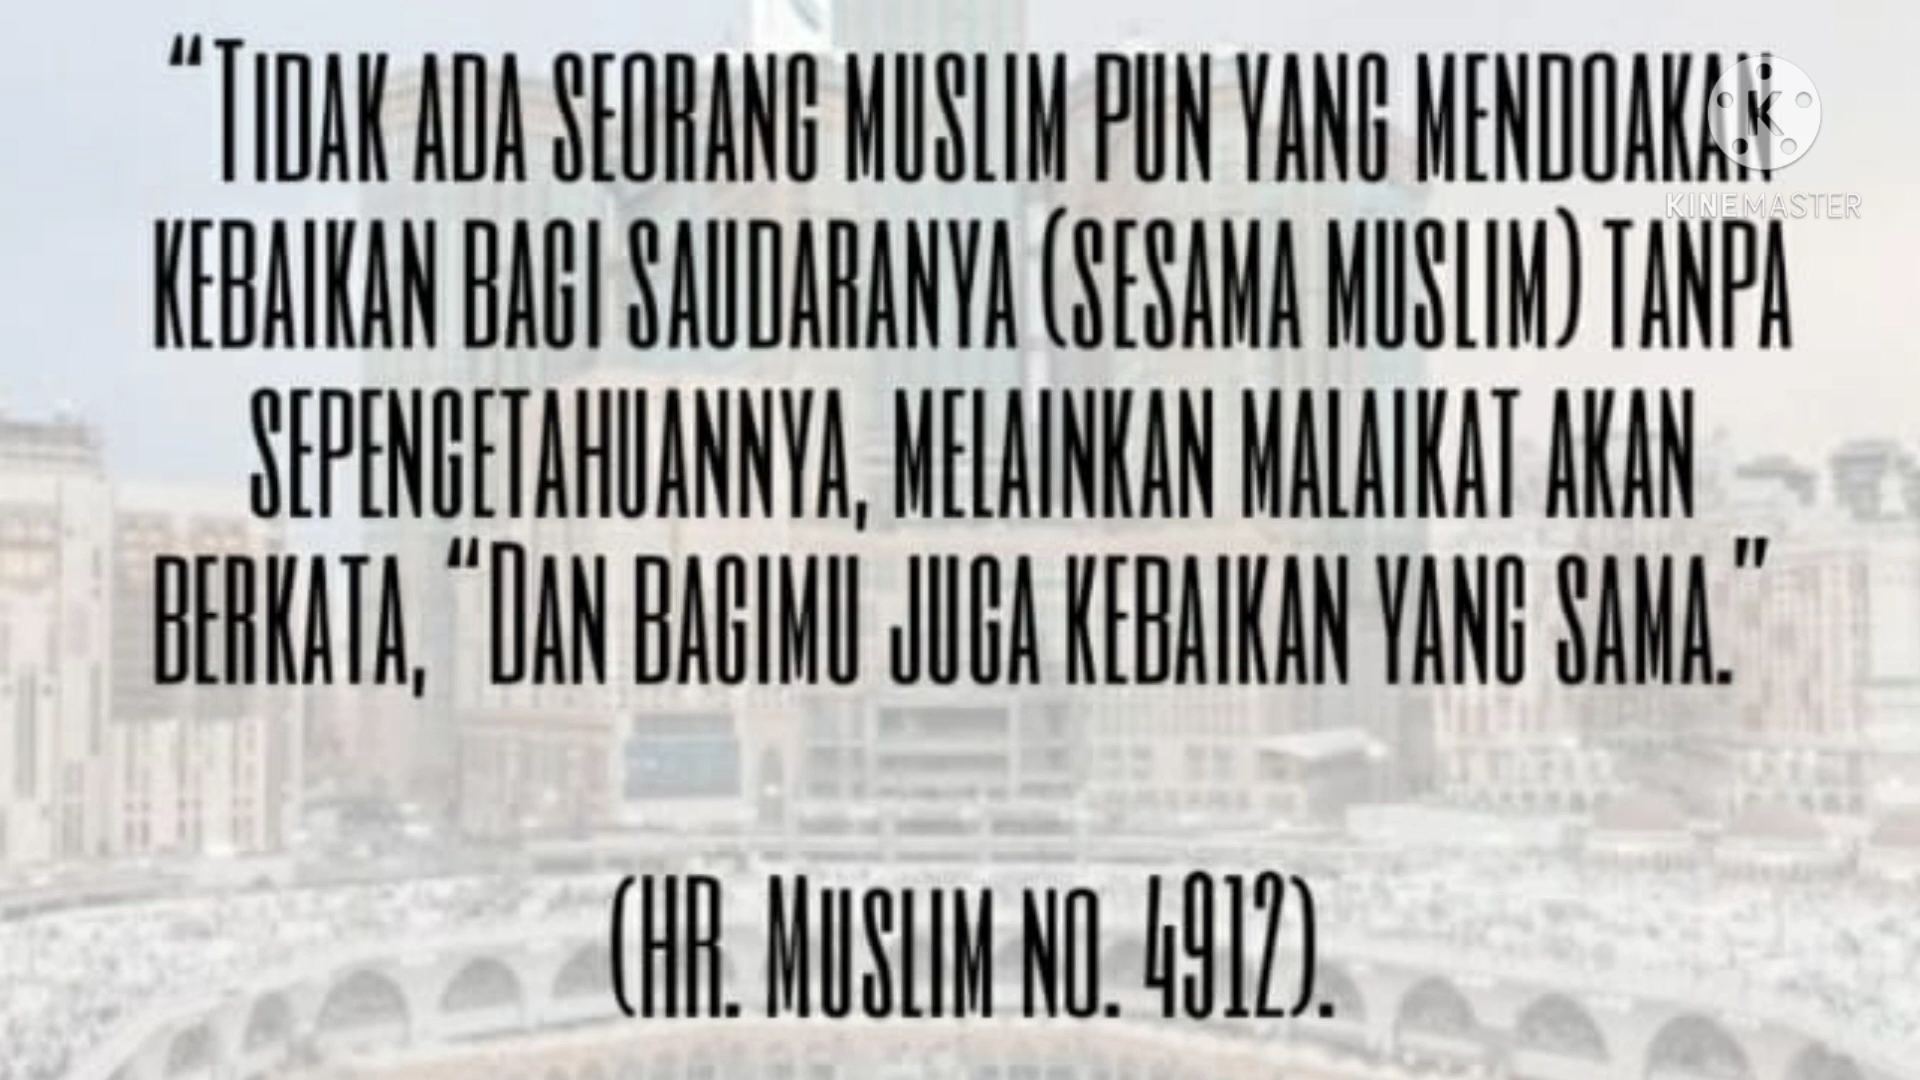 “Tidak ada seorang muslim pun yang mendoakan
K
KINEMASTER
kebaikan bagi saudaranya (sesama muslim) tanpa
sepengetahuannya, melainkan malaikat akan
berkata, “Dan bagimu juga kebaikan yang sama.”
(HR. Muslim no. 4912).